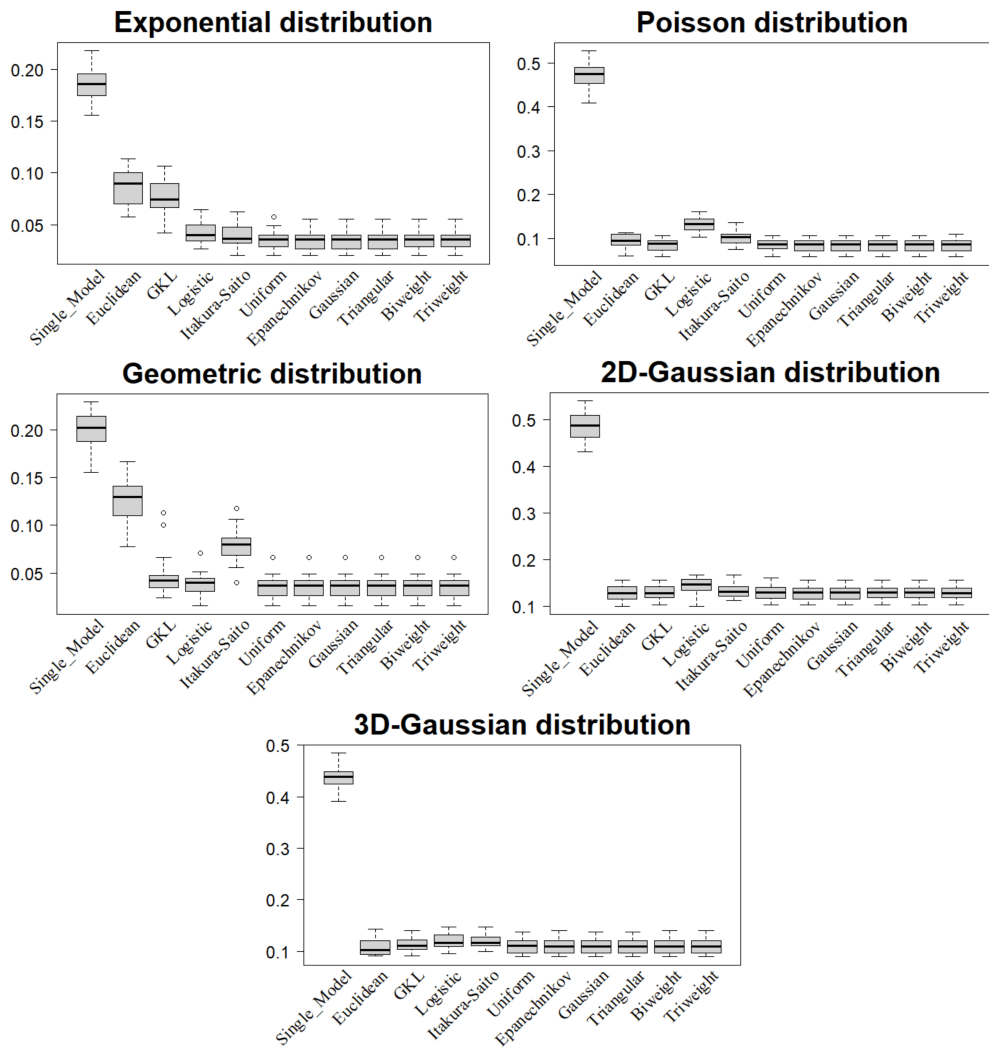 Exponential distribution
0.20
0.15
0.10
0.05
Single_Model
Euclidean
GKL
Logistic
Itakura-Saito
Uniform
Epanechnikov
Gaussian
Triangular
Biweight
Triweight
Poisson distribution
0.5
0.4
0.3
0.2
0.1
Single_Model
Euclidean
GKL
Logistic
Itakura-Saito
Uniform
Epanechnikov
Gaussian
Triangular
Biweight
Triweight
Geometric distribution
0.20
0.15
0.10
0.05
Single_Model
Euclidean
GKL
Logistic
Itakura-Saito
Uniform
Epanechnikov
Gaussian
Triangular
Biweight
Triweight
2D-Gaussian distribution
0.5
0.4
0.3
0.2
0.1
Single_Model
Euclidean
GKL
Logistic
Itakura-Saito
Uniform
Epanechnikov
Gaussian
Triangular
Biweight
Triweight
3D-Gaussian distribution
0.5
0.4
0.3
0.2
0.1
Single_Model
Euclidean
GKL
Logistic
Itakura-Saito
Uniform
Epanechnikov
Gaussian
Triangular
Biweight
Triweight